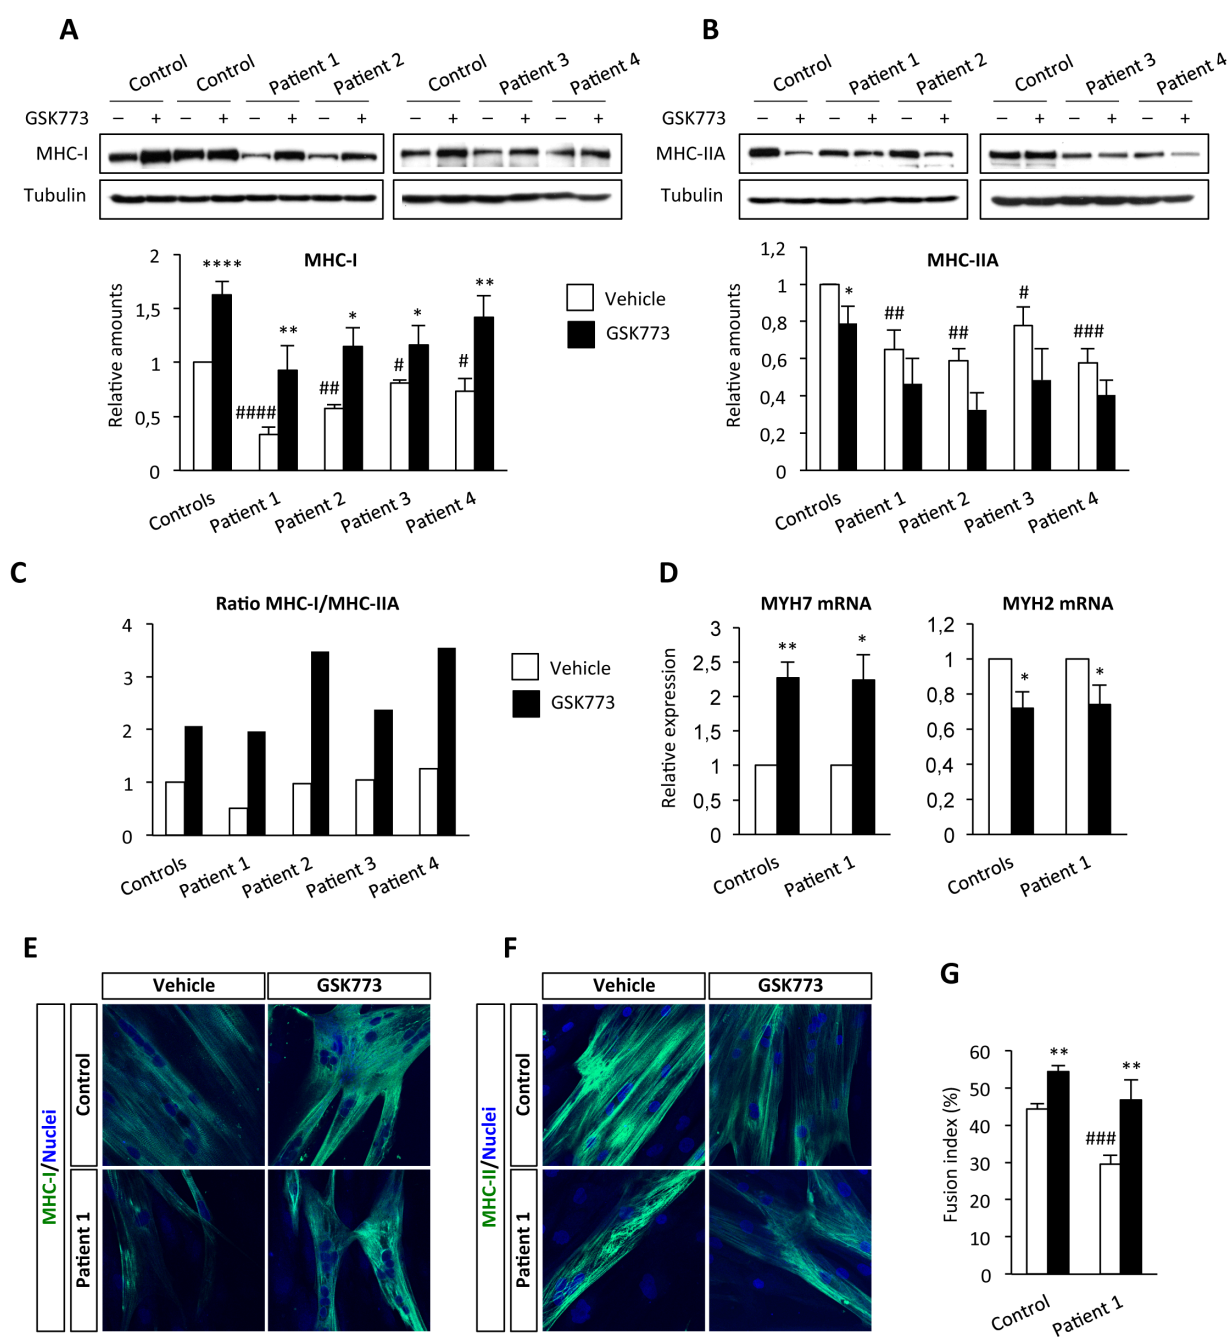 A
Control Control Patient 1 Patient 2 Control Patient 3 Patient 4
GSK773 – + – + – + – + – + – + – +
MHC-I
Tubulin
MHC-I
Relative amounts
2
1,5
1
0,5
0
**** #### ** ## * # * # **
Controls Patient 1 Patient 2 Patient 3 Patient 4
Vehicle
GSK773
B
Control Patient 1 Patient 2 Control Patient 3 Patient 4
GSK773 – + – + – + – + – + – +
MHC-IIA
Tubulin
MHC-IIA
Relative amounts
1,2
1
0,8
0,6
0,4
0,2
0
* ## ## # ###
Controls Patient 1 Patient 2 Patient 3 Patient 4
C
Ratio MHC-I/MHC-IIA
4
3
2
1
0
Controls Patient 1 Patient 2 Patient 3 Patient 4
Vehicle
GSK773
D
MYH7 mRNA
Relative expression
3
2,5
2
1,5
1
0,5
0
** *
Controls Patient 1
MYH2 mRNA
1,2
1
0,8
0,6
0,4
0,2
0
* *
Controls Patient 1
E
Vehicle GSK773
MHC-I/Nuclei
Control
Patient 1
F
Vehicle GSK773
MHC-II/Nuclei
Control
Patient 1
G
Fusion index (%)
60
50
40
30
20
10
0
** ### **
Control Patient 1